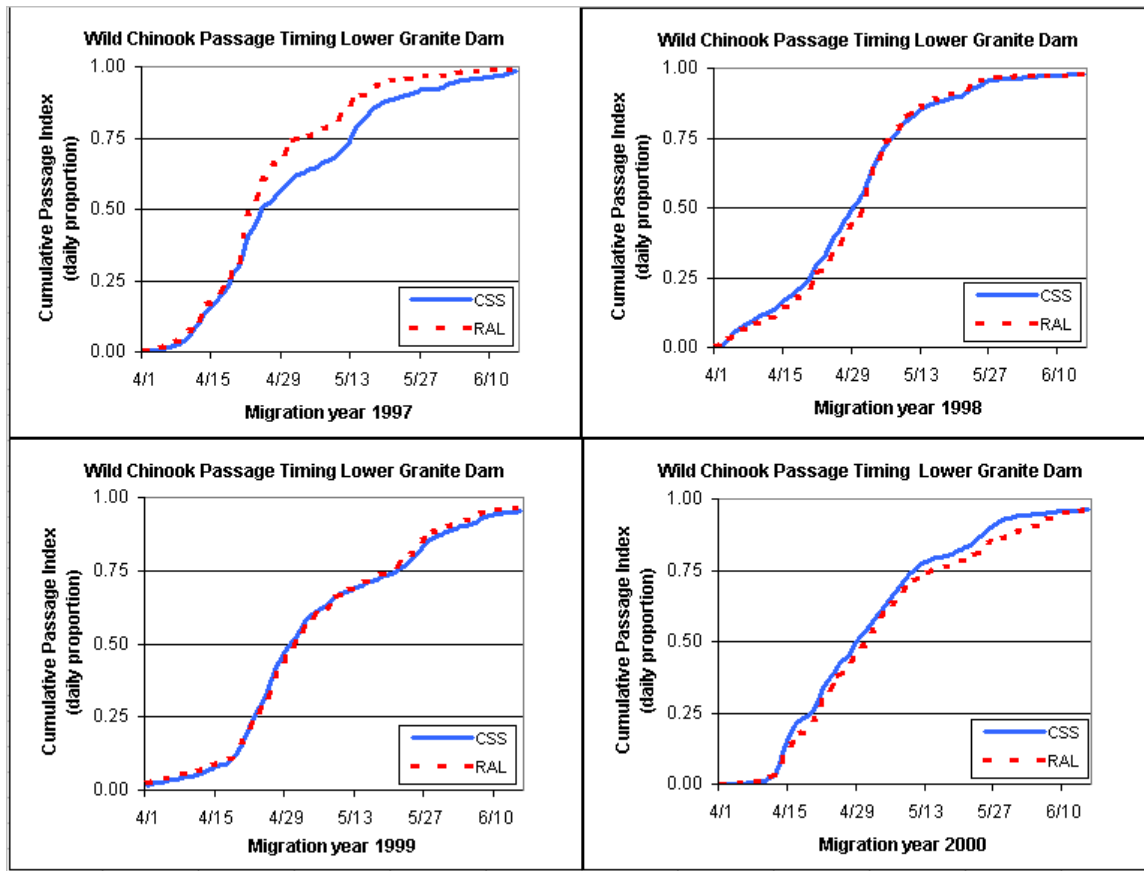 Wild Chinook Passage Timing Lower Granite Dam
Cumulative Passage Index
(daily proportion)
1.00
0.75
0.50
0.25
0.00
CSS
RAL
4/1 4/15 4/29 5/13 5/27 6/10
Migration year 1997
Wild Chinook Passage Timing Lower Granite Dam
Cumulative Passage Index
(daily proportion)
1.00
0.75
0.50
0.25
0.00
CSS
RAL
4/1 4/15 4/29 5/13 5/27 6/10
Migration year 1998
Wild Chinook Passage Timing Lower Granite Dam
Cumulative Passage Index
(daily proportion)
1.00
0.75
0.50
0.25
0.00
CSS
RAL
4/1 4/15 4/29 5/13 5/27 6/10
Migration year 1999
Wild Chinook Passage Timing Lower Granite Dam
Cumulative Passage Index
(daily proportion)
1.00
0.75
0.50
0.25
0.00
CSS
RAL
4/1 4/15 4/29 5/13 5/27 6/10
Migration year 2000